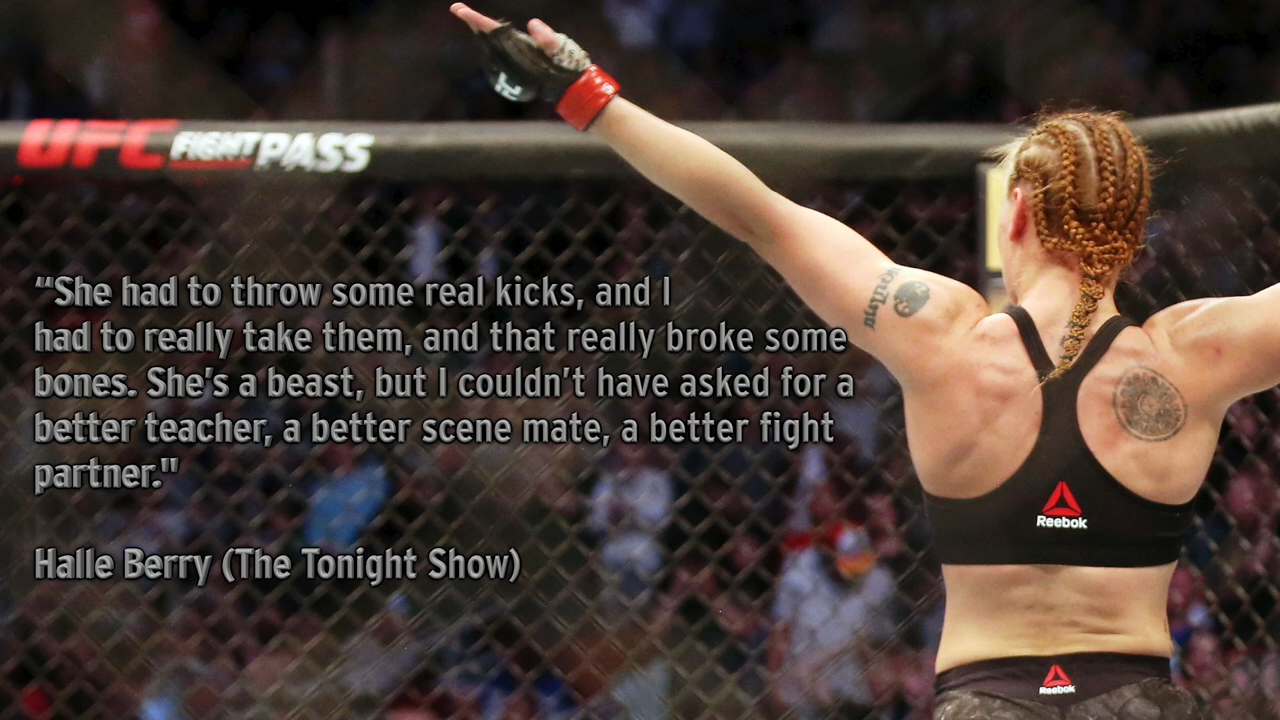 UFC FIGHT PASS
“She had to throw some real kicks, and I
had to really take them, and that really broke some
bones. She's a beast, but I couldn't have asked for a
better teacher, a better scene mate, a better fight
partner."
Halle Berry (The Tonight Show)
Reebok
Reebok